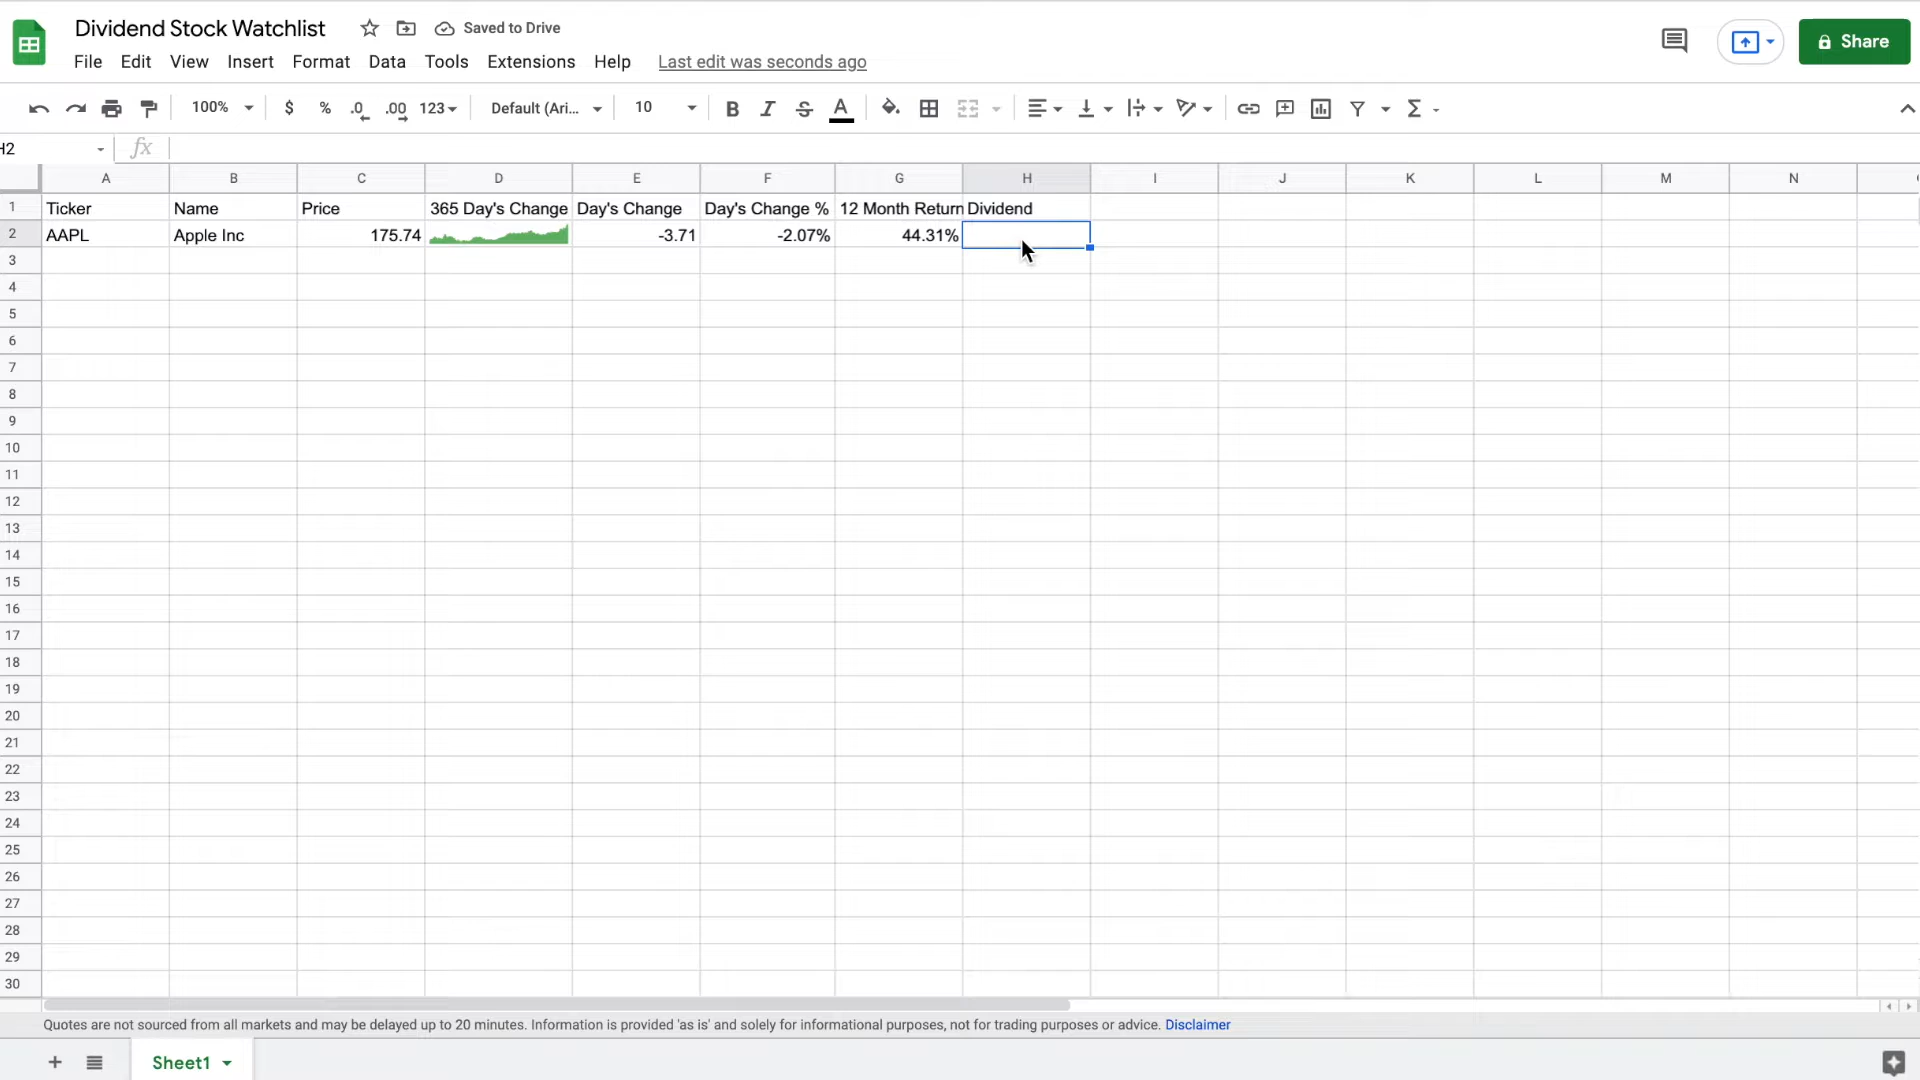 Dividend Stock Watchlist Saved to Drive
Share
File Edit View Insert Format Data Tools Extensions Help Last edit was seconds ago
100% $ % .0 .00 123 Default (Ari... 10 B I S A Σ
H2 fx
A B C D E F G H I J K L M N
1 Ticker Name Price 365 Day's Change Day's Change Day's Change % 12 Month Return Dividend
2 AAPL Apple Inc 175.74 -3.71 -2.07% 44.31%
3
4
5
6
7
8
9
10
11
12
13
14
15
16
17
18
19
20
21
22
23
24
25
26
27
28
29
30
Quotes are not sourced from all markets and may be delayed up to 20 minutes. Information is provided 'as is' and solely for informational purposes, not for trading purposes or advice. Disclaimer
+ Sheet1